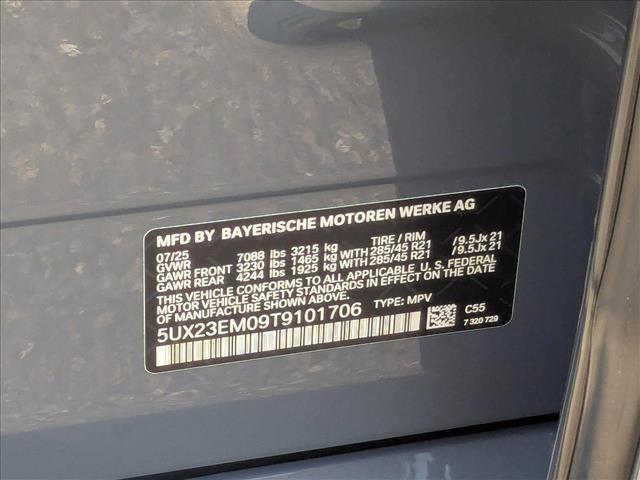 MFD BY BAYERISCHE MOTOREN WERKE AG
07/25 TIRE / RIM
GVWR 7088 lbs 3215 kg
GAWR FRONT 3230 lbs 1465 kg WITH 285/45 R21 /9.5Jx 21
GAWR REAR 4244 lbs 1925 kg WITH 285/45 R21 /9.5Jx 21
THIS VEHICLE CONFORMS TO ALL APPLICABLE U.S. FEDERAL
MOTOR VEHICLE SAFETY STANDARDS IN EFFECT ON THE DATE
OF MANUFACTURE SHOWN ABOVE.
5UX23EM09T9101706 TYPE: MPV
C55
7 320 729